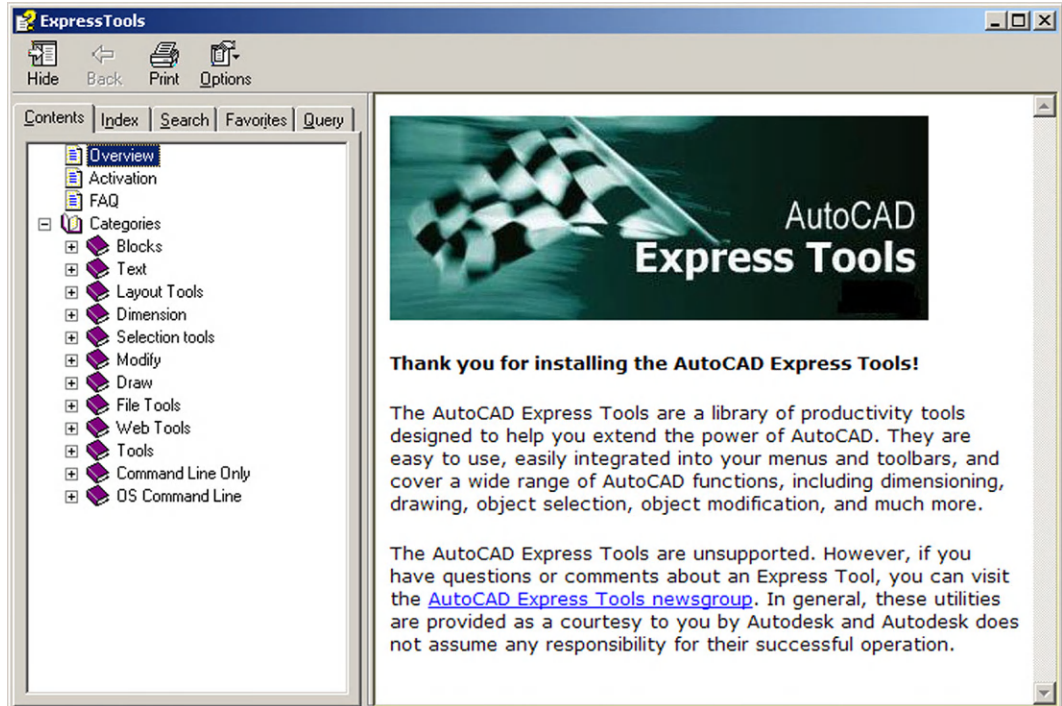 ExpressTools
Hide Back Print Options
Contents Index Search Favorites Query
Overview
Activation
FAQ
Categories
Blocks
Text
Layout Tools
Dimension
Selection tools
Modify
Draw
File Tools
Web Tools
Tools
Command Line Only
OS Command Line
AutoCAD
Express Tools
Thank you for installing the AutoCAD Express Tools!
The AutoCAD Express Tools are a library of productivity tools
designed to help you extend the power of AutoCAD. They are
easy to use, easily integrated into your menus and toolbars, and
cover a wide range of AutoCAD functions, including dimensioning,
drawing, object selection, object modification, and much more.
The AutoCAD Express Tools are unsupported. However, if you
have questions or comments about an Express Tool, you can visit
the AutoCAD Express Tools newsgroup. In general, these utilities
are provided as a courtesy to you by Autodesk and Autodesk does
not assume any responsibility for their successful operation.